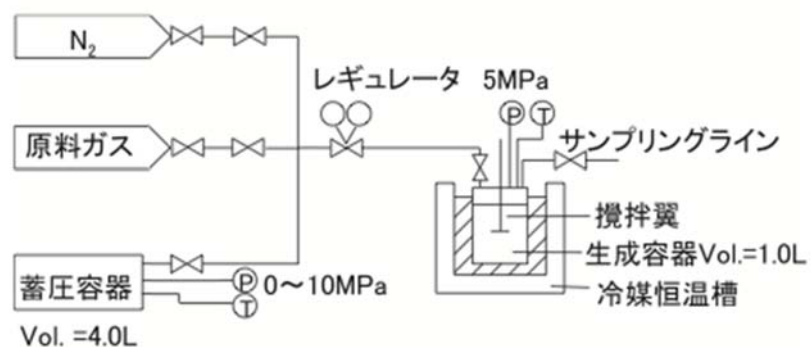 N₂
レギュレータ 5MPa
P T
原料ガス
サンプリングライン
攪拌翼
生成容器Vol.=1.0L
冷媒恒温槽
蓄圧容器
P 0～10MPa
T
Vol. =4.0L